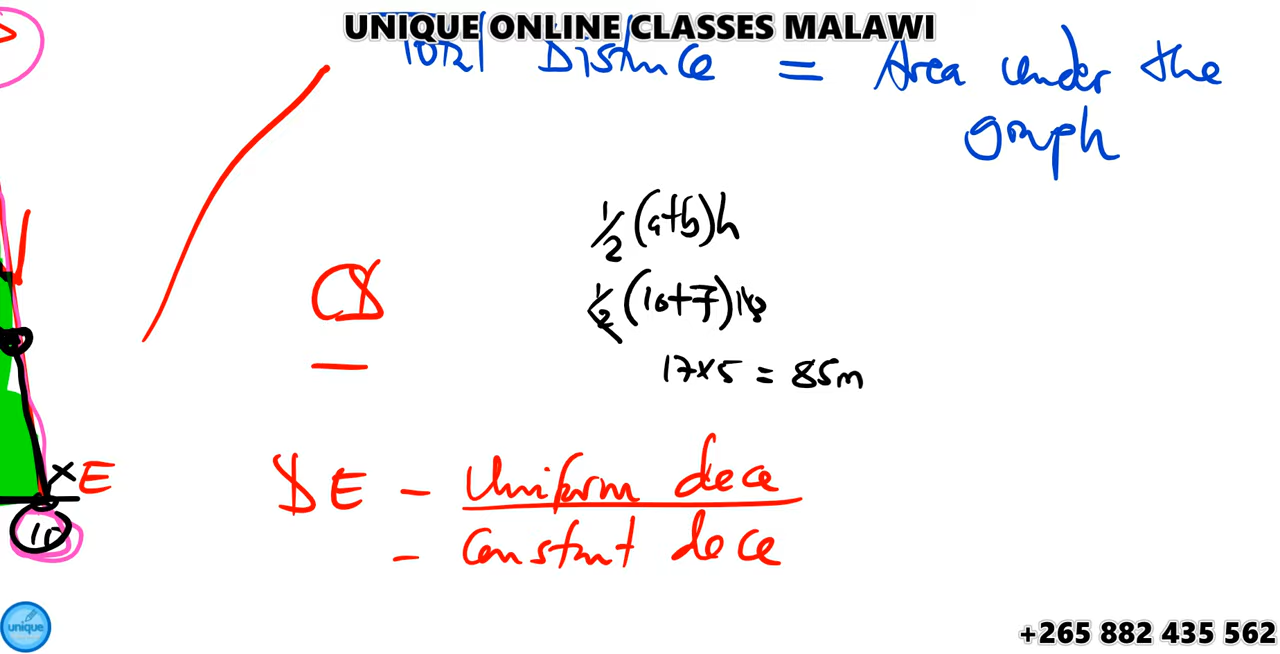 UNIQUE ONLINE CLASSES MALAWI
Total Distance = Area under the
graph
1/2 (a+b)h
1/2 (10+7)10
17×5 = 85m
CD
DE - Uniform dece
- Constant dece
× E
10
unique
+265 882 435 562